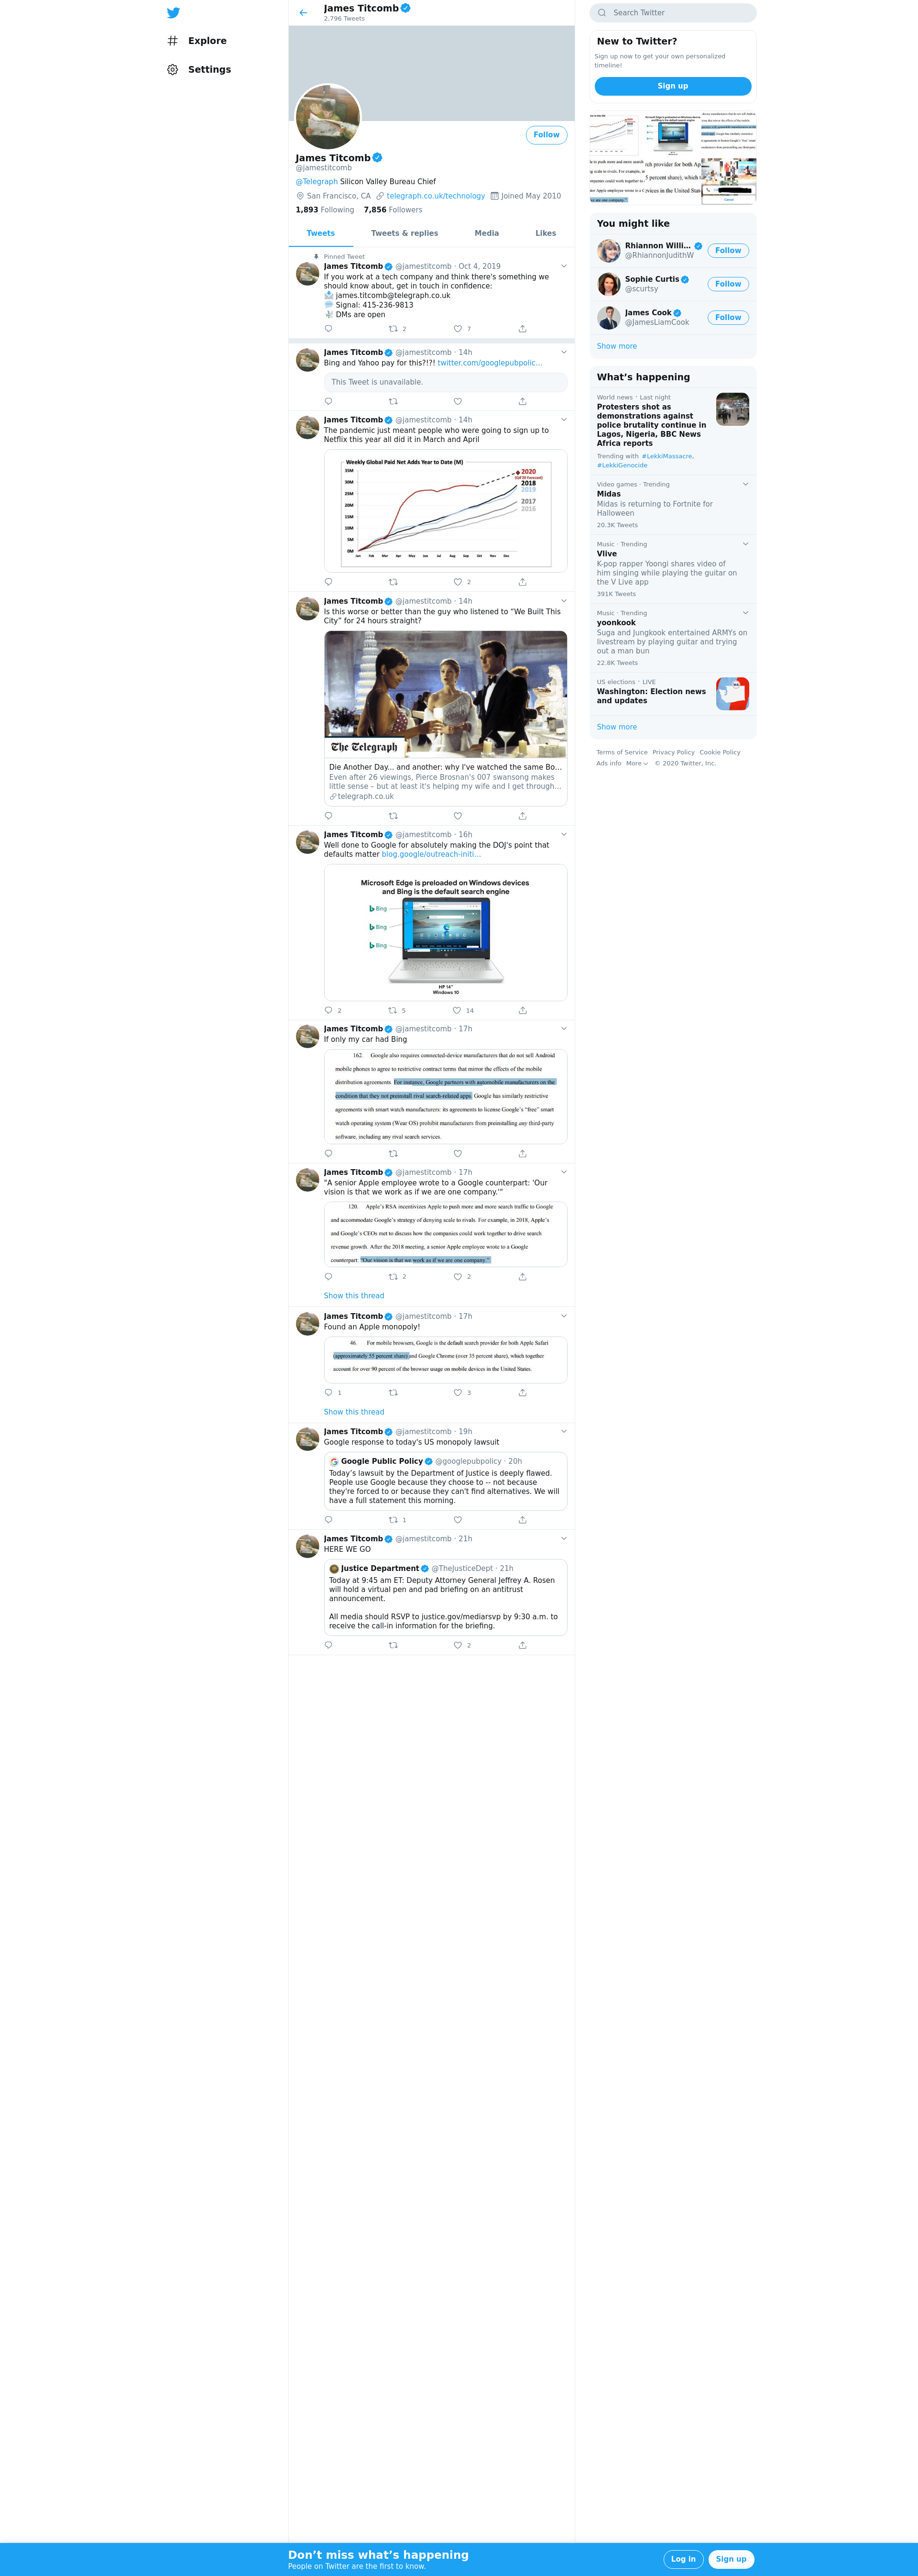 Explore
Settings
James Titcomb
2,796 Tweets
Follow
James Titcomb
@jamestitcomb
@Telegraph Silicon Valley Bureau Chief
San Francisco, CA telegraph.co.uk/technology Joined May 2010
1,893 Following 7,856 Followers
Tweets Tweets & replies Media Likes
Pinned Tweet
James Titcomb @jamestitcomb · Oct 4, 2019
If you work at a tech company and think there's something we
should know about, get in touch in confidence:
james.titcomb@telegraph.co.uk
Signal: 415-236-9813
DMs are open
2 7
James Titcomb @jamestitcomb · 14h
Bing and Yahoo pay for this?!?! twitter.com/googlepubpolic…
This Tweet is unavailable.
James Titcomb @jamestitcomb · 14h
The pandemic just meant people who were going to sign up to
Netflix this year all did it in March and April
Weekly Global Paid Net Adds Year to Date (M)
35M
30M
25M
20M
15M
10M
5M
0M
Jan Feb Mar Apr May Jun Jul Aug Sep Oct Nov Dec
2020
2018
2019
2017
2016
2
James Titcomb @jamestitcomb · 14h
Is this worse or better than the guy who listened to "We Built This
City" for 24 hours straight?
The Telegraph
Die Another Day... and another: why I've watched the same Bo...
Even after 26 viewings, Pierce Brosnan's 007 swansong makes
little sense – but at least it's helping my wife and I get through...
telegraph.co.uk
James Titcomb @jamestitcomb · 16h
Well done to Google for absolutely making the DOJ's point that
defaults matter blog.google/outreach-initi…
Microsoft Edge is preloaded on Windows devices
and Bing is the default search engine
Bing
Bing
Bing
HP 14"
Windows 10
2 5 14
James Titcomb @jamestitcomb · 17h
If only my car had Bing
162. Google also requires connected-device manufacturers that do not sell Android
mobile phones to agree to restrictive contract terms that mirror the effects of the mobile
distribution agreements. For instance, Google partners with automobile manufacturers on the
condition that they not preinstall rival search-related apps. Google has similarly restrictive
agreements with smart watch manufacturers: its agreements to license Google's "free" smart
watch operating system (Wear OS) prohibit manufacturers from preinstalling any third-party
software, including any rival search services.
James Titcomb @jamestitcomb · 17h
"A senior Apple employee wrote to a Google counterpart: 'Our
vision is that we work as if we are one company.'"
120. Apple's RSA incentivizes Apple to push more and more search traffic to Google
and accommodate Google's strategy of denying scale to rivals. For example, in 2018, Apple's
and Google's CEOs met to discuss how the companies could work together to drive search
revenue growth. After the 2018 meeting, a senior Apple employee wrote to a Google
counterpart: "Our vision is that we work as if we are one company."
2 2
Show this thread
James Titcomb @jamestitcomb · 17h
Found an Apple monopoly!
46. For mobile browsers, Google is the default search provider for both Apple Safari
(approximately 55 percent share) and Google Chrome (over 35 percent share), which together
account for over 90 percent of the browser usage on mobile devices in the United States.
1 3
Show this thread
James Titcomb @jamestitcomb · 19h
Google response to today's US monopoly lawsuit
Google Public Policy @googlepubpolicy · 20h
Today's lawsuit by the Department of Justice is deeply flawed.
People use Google because they choose to -- not because
they're forced to or because they can't find alternatives. We will
have a full statement this morning.
1
James Titcomb @jamestitcomb · 21h
HERE WE GO
Justice Department @TheJusticeDept · 21h
Today at 9:45 am ET: Deputy Attorney General Jeffrey A. Rosen
will hold a virtual pen and pad briefing on an antitrust
announcement.
All media should RSVP to justice.gov/mediarsvp by 9:30 a.m. to
receive the call-in information for the briefing.
2
Search Twitter
New to Twitter?
Sign up now to get your own personalized
timeline!
Sign up
You might like
Rhiannon Willi...
@RhiannonJudithW
Follow
Sophie Curtis
@scurtsy
Follow
James Cook
@JamesLiamCook
Follow
Show more
What's happening
World news · Last night
Protesters shot as
demonstrations against
police brutality continue in
Lagos, Nigeria, BBC News
Africa reports
Trending with #LekkiMassacre,
#LekkiGenocide
Video games · Trending
Midas
Midas is returning to Fortnite for
Halloween
20.3K Tweets
Music · Trending
Vlive
K-pop rapper Yoongi shares video of
him singing while playing the guitar on
the V Live app
391K Tweets
Music · Trending
yoonkook
Suga and Jungkook entertained ARMYs on
livestream by playing guitar and trying
out a man bun
22.8K Tweets
US elections · LIVE
Washington: Election news
and updates
Show more
Terms of Service Privacy Policy Cookie Policy
Ads info More © 2020 Twitter, Inc.
Don't miss what's happening
People on Twitter are the first to know.
Log in Sign up